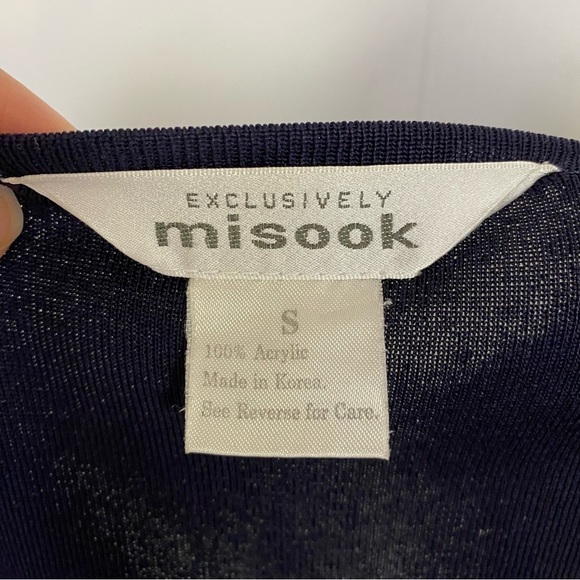 EXCLUSIVELY
misook
S
100% Acrylic
Made in Korea.
See Reverse for Care.